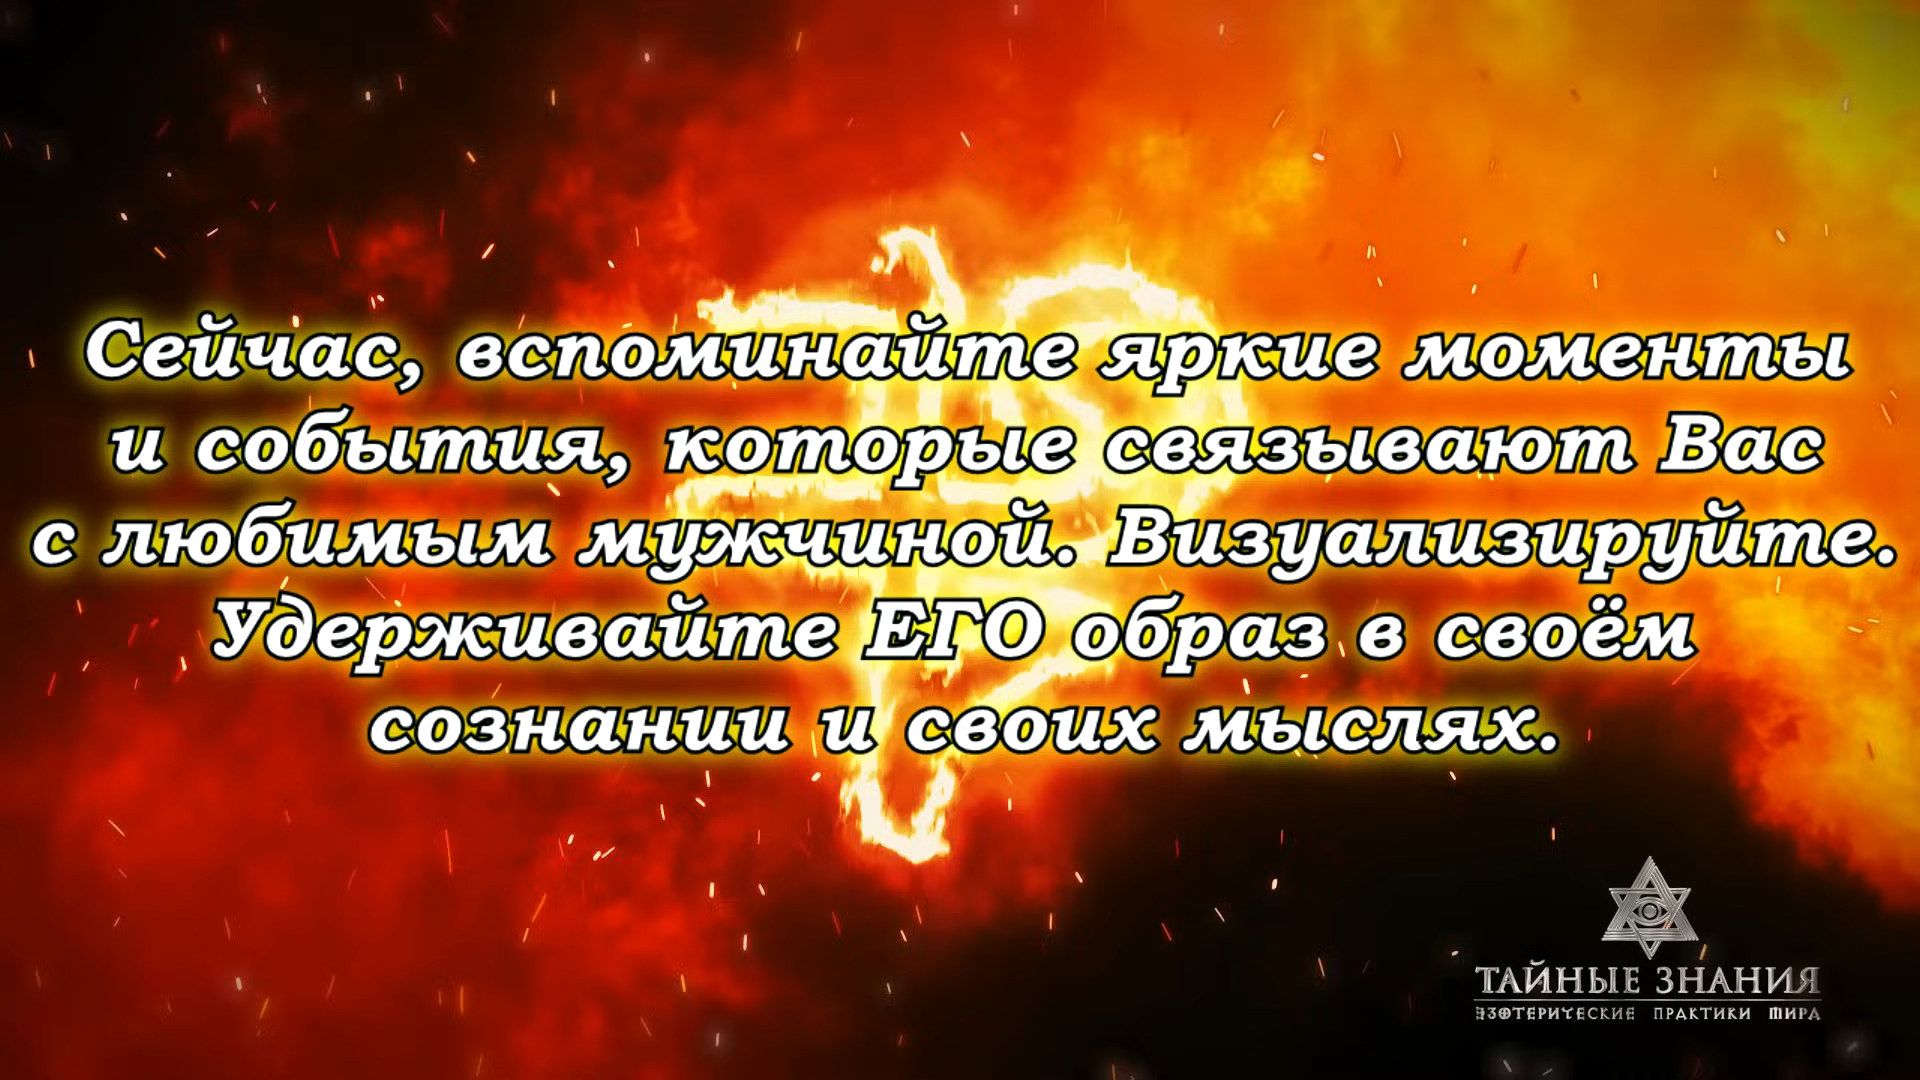 Сейчас, вспоминайте яркие моменты
и события, которые связывают Вас
с любимым мужчиной. Визуализируйте.
Удерживайте ЕГО образ в своём
сознании и своих мыслях.
ТАЙНЫЕ ЗНАНИЯ
ЭЗОТЕРИЧЕСКИЕ ПРАКТИКИ МИРА